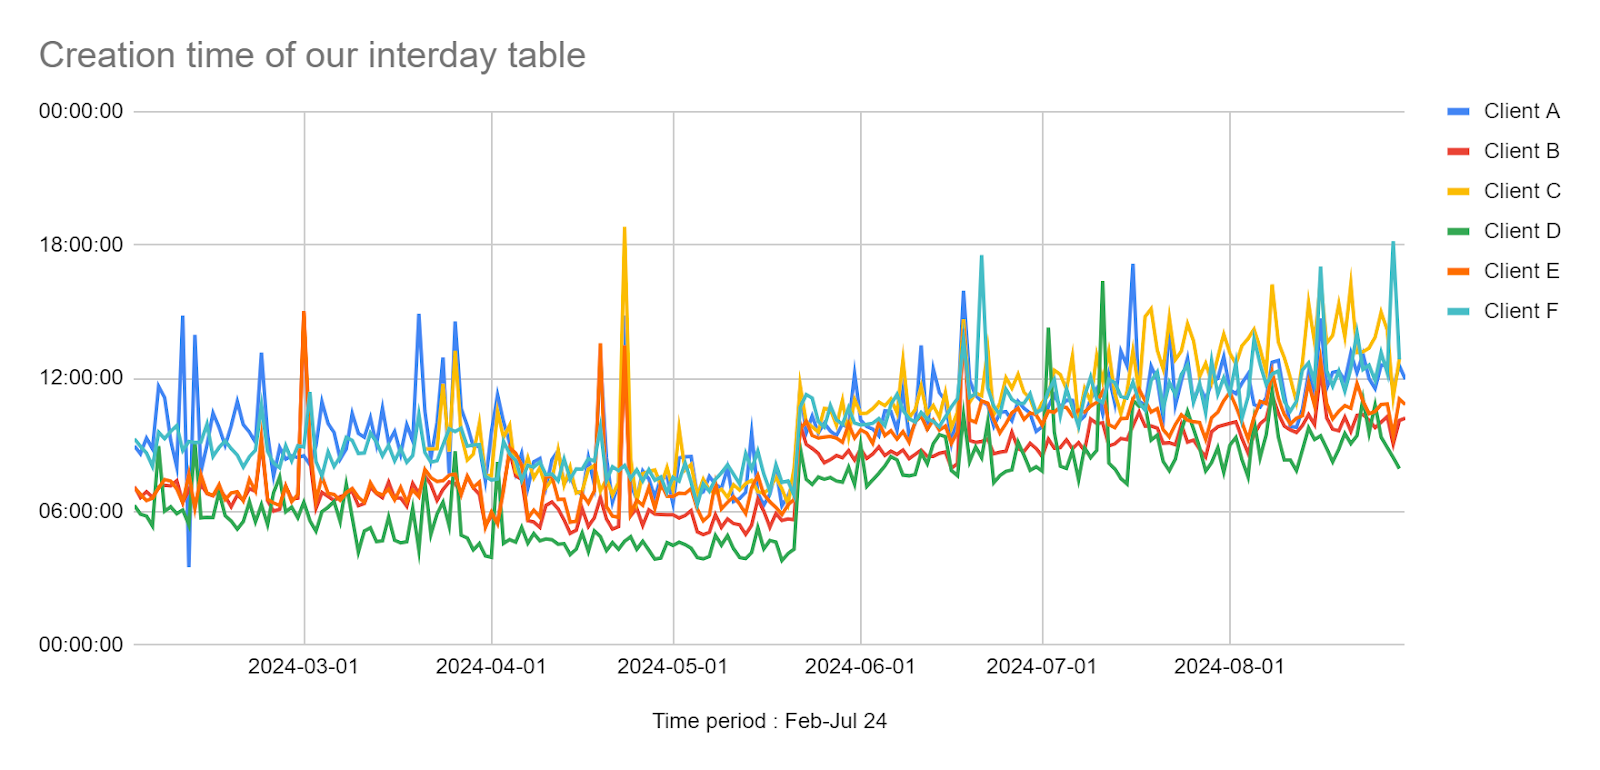 Creation time of our interday table
00:00:00
18:00:00
12:00:00
06:00:00
00:00:00
2024-03-01
2024-04-01
2024-05-01
2024-06-01
2024-07-01
2024-08-01
Time period : Feb-Jul 24
Client A
Client B
Client C
Client D
Client E
Client F